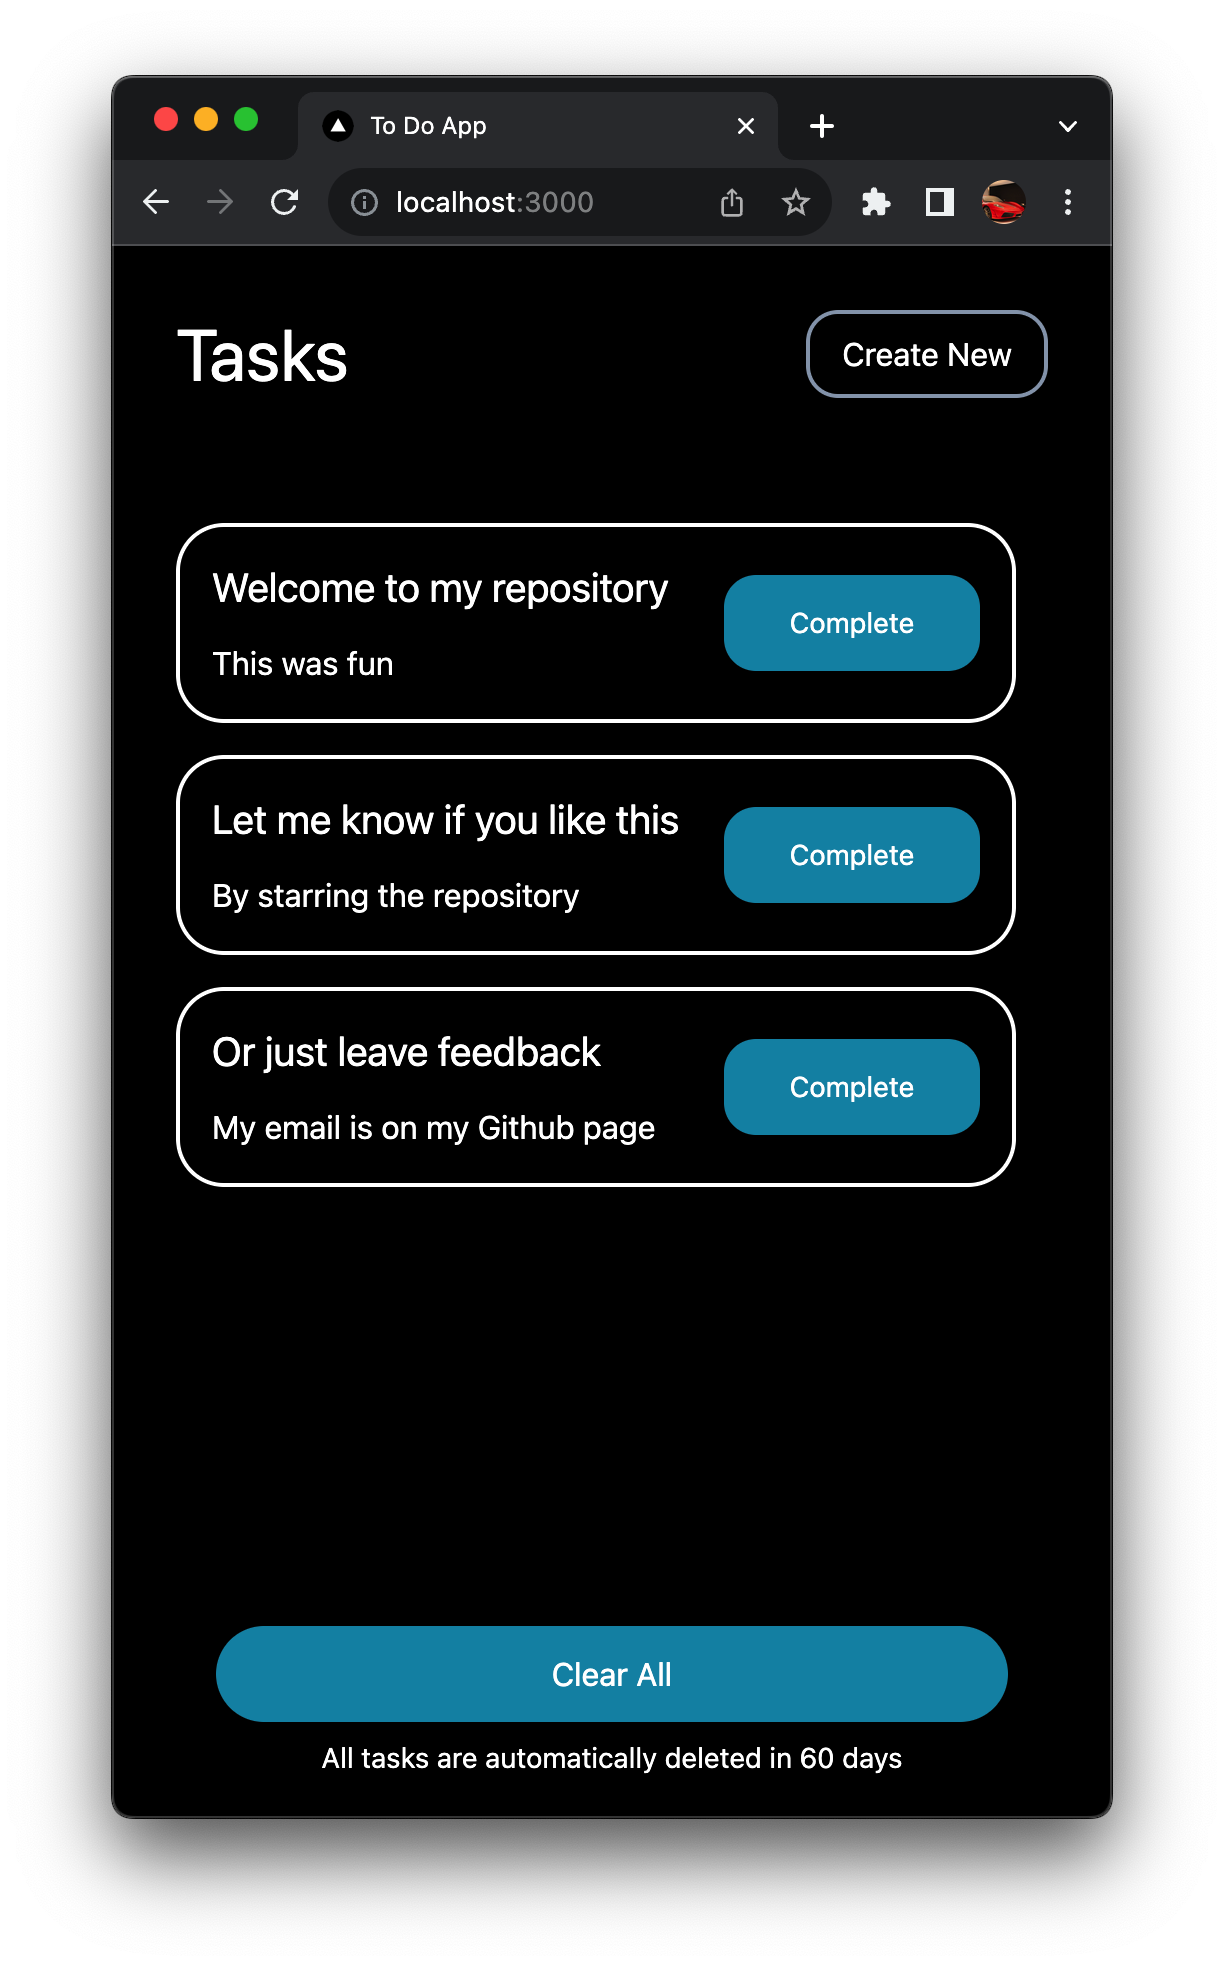 To Do App
localhost:3000
Tasks
Create New
Welcome to my repository
This was fun
Complete
Let me know if you like this
By starring the repository
Complete
Or just leave feedback
My email is on my Github page
Complete
Clear All
All tasks are automatically deleted in 60 days